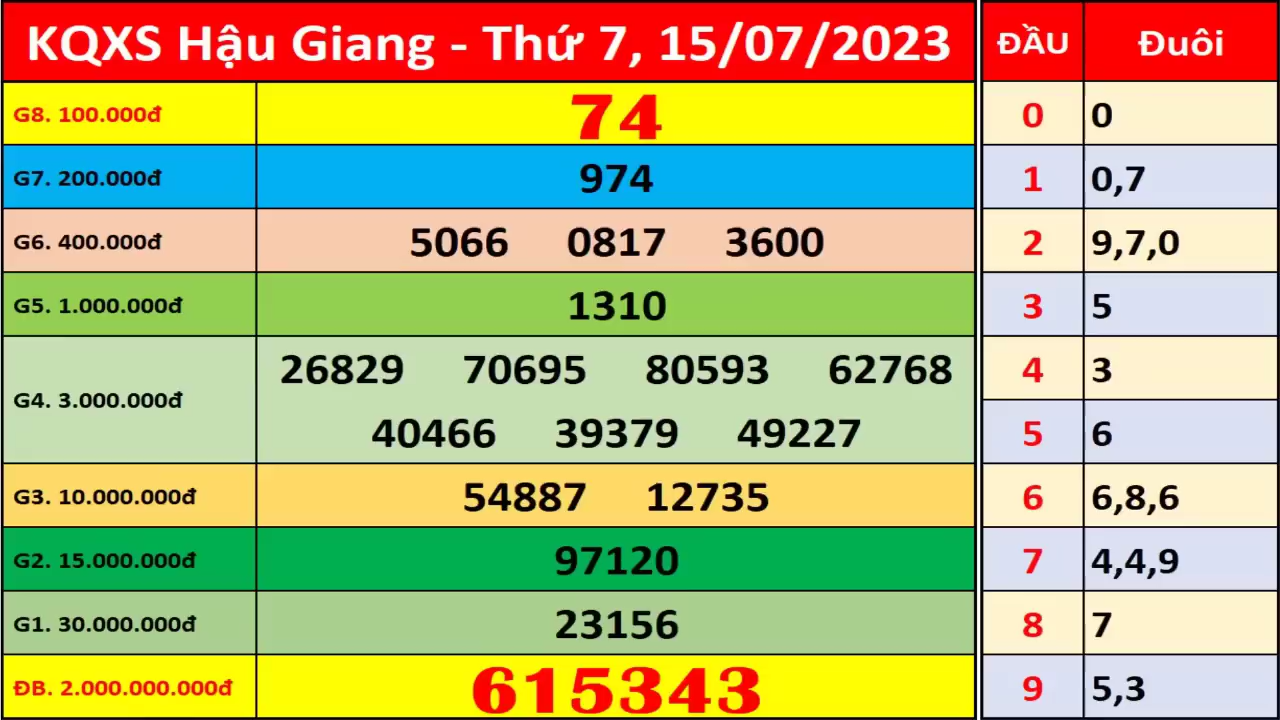 KQXS Hậu Giang - Thứ 7, 15/07/2023
G8. 100.000đ 74
G7. 200.000đ 974
G6. 400.000đ 5066 0817 3600
G5. 1.000.000đ 1310
G4. 3.000.000đ 26829 70695 80593 62768
40466 39379 49227
G3. 10.000.000đ 54887 12735
G2. 15.000.000đ 97120
G1. 30.000.000đ 23156
ĐB. 2.000.000.000đ 615343
ĐẦU Đuôi
0 0
1 0,7
2 9,7,0
3 5
4 3
5 6
6 6,8,6
7 4,4,9
8 7
9 5,3